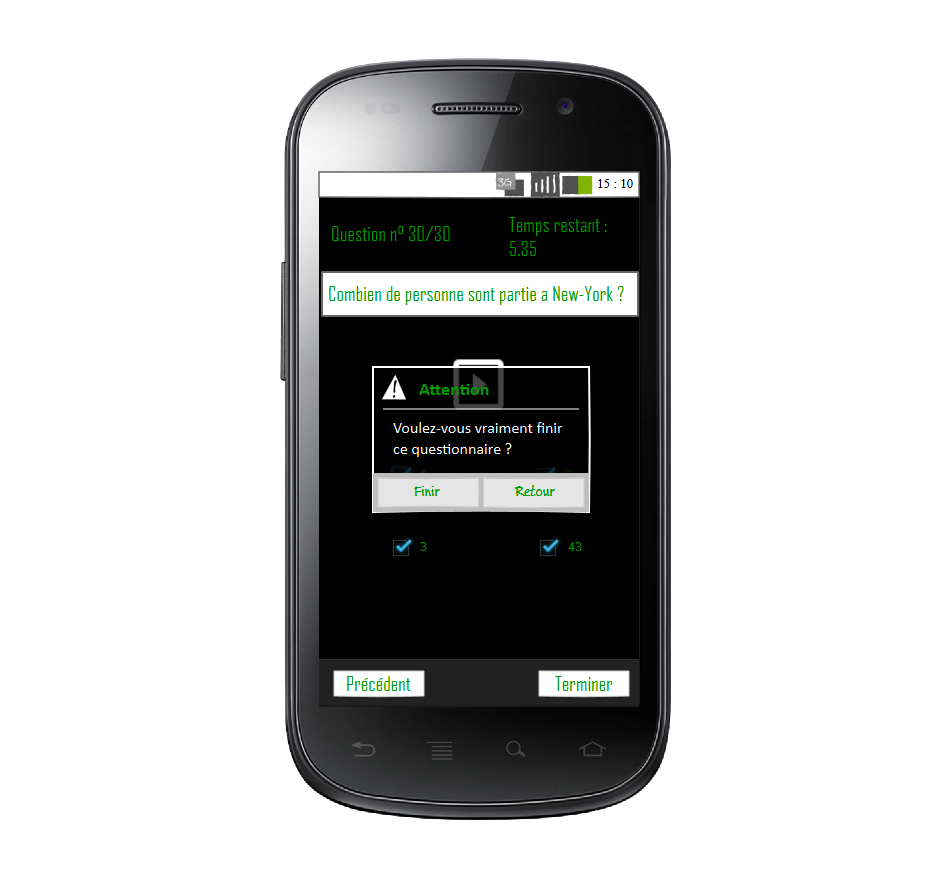 3G
15 : 10
Question n° 30/30
Temps restant :
5.35
Combien de personne sont partie a New-York ?
Attention
Voulez-vous vraiment finir
ce questionnaire ?
Finir
Retour
3
43
Précédent
Terminer